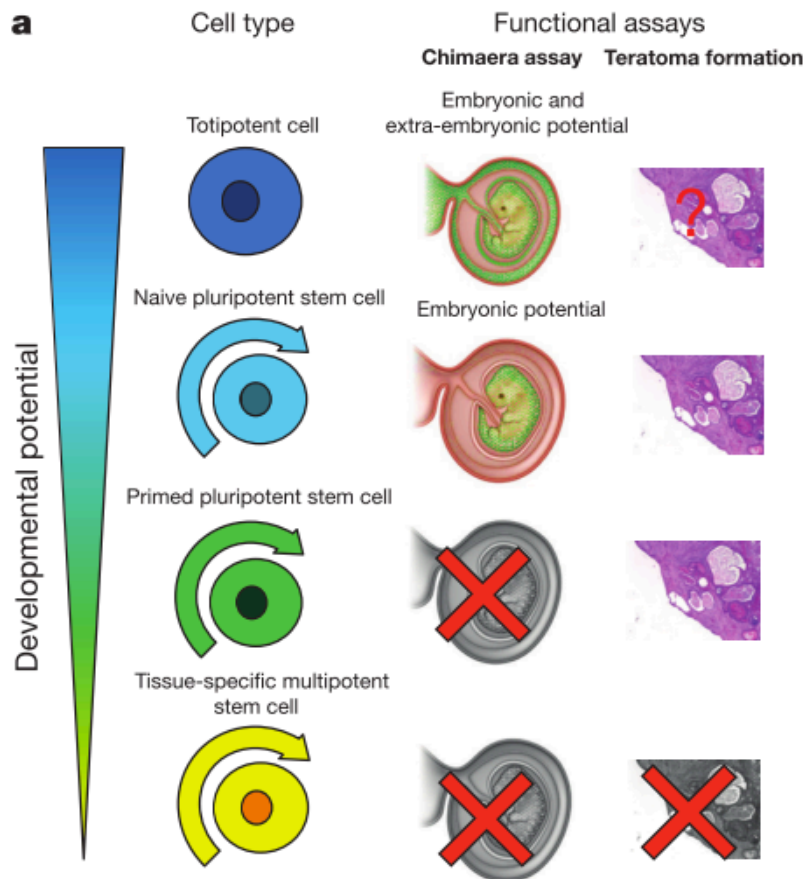 a
Cell type
Functional assays
Chimaera assay
Teratoma formation
Totipotent cell
Embryonic and
extra-embryonic potential
?
Naive pluripotent stem cell
Embryonic potential
Developmental potential
Primed pluripotent stem cell
Tissue-specific multipotent
stem cell